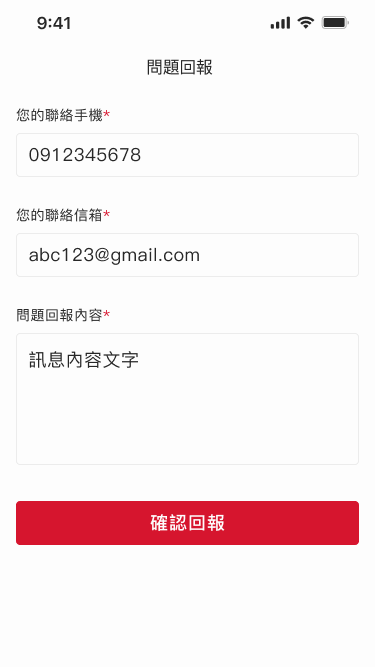 9:41
問題回報
您的聯絡手機*
0912345678
您的聯絡信箱*
abc123@gmail.com
問題回報內容*
訊息內容文字
確認回報